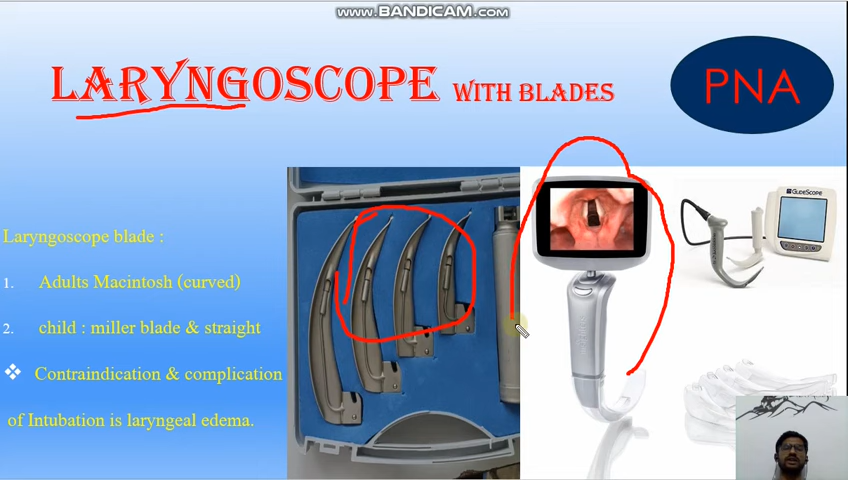 www.BANDICAM.com
LARYNGOSCOPE WITH BLADES
PNA
GLIDESCOPE
Laryngoscope blade :
1. Adults Macintosh (curved)
2. child : miller blade & straight
❖ Contraindication & complication
of Intubation is laryngeal edema.